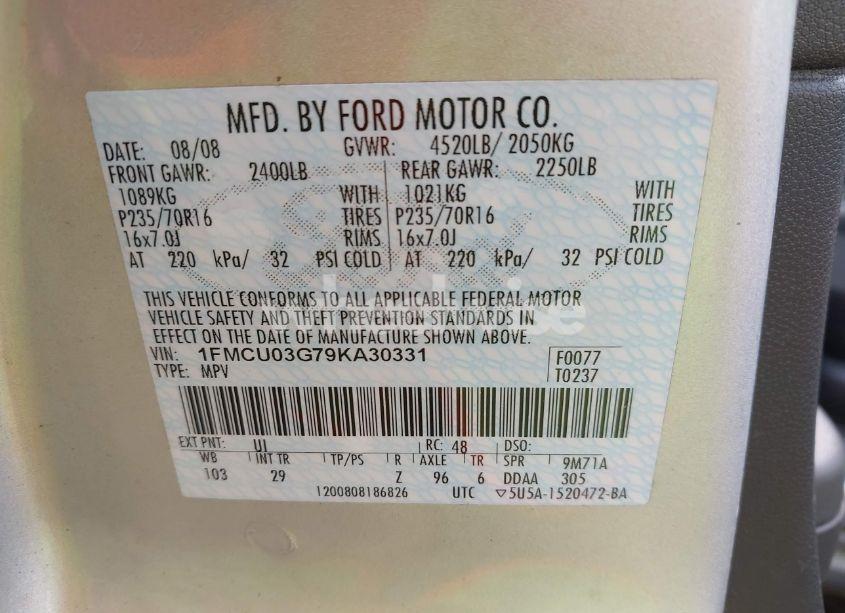 MFD. BY FORD MOTOR CO.
DATE: 08/08 GVWR: 4520LB/ 2050KG
FRONT GAWR: 2400LB REAR GAWR: 2250LB
1089KG WITH 1021KG WITH
P235/70R16 TIRES P235/70R16 TIRES
16x7.0J RIMS 16x7.0J RIMS
AT 220 kPa/ 32 PSI COLD AT 220 kPa/ 32 PSI COLD
THIS VEHICLE CONFORMS TO ALL APPLICABLE FEDERAL MOTOR
VEHICLE SAFETY AND THEFT PREVENTION STANDARDS IN
EFFECT ON THE DATE OF MANUFACTURE SHOWN ABOVE.
VIN: 1FMCU03G79KA30331 F0077
TYPE: MPV T0237
EXT PNT: UJ RC: 48 DSO:
WB INT TR TP/PS R AXLE TR SPR 9M71A
103 29 Z 96 6 DDAA 305
1200808186826 UTC ▽5U5A-1520472-BA